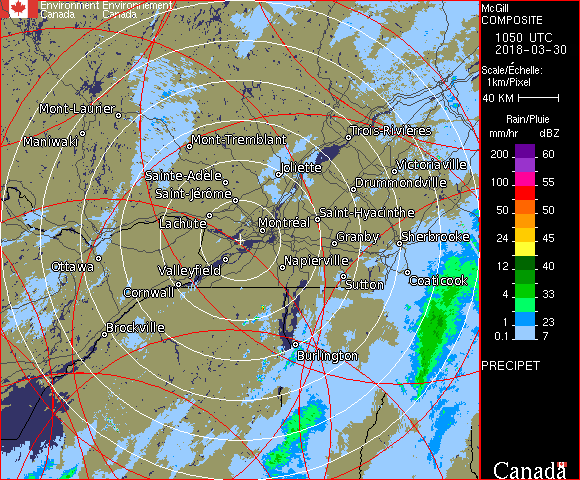 Environment Environnement
Canada Canada
McGill
COMPOSITE
1050 UTC
2018-03-30
Scale/Échelle:
1km/Pixel
40 KM
Rain/Pluie
mm/hr dBZ
200 60
100 55
50 50
24 45
12 40
4 33
1 23
0.1 7
PRECIPET
Canada
Mont-Laurier
Maniwaki
Mont-Tremblant
Trois-Rivières
Sainte-Adèle
Joliette
Victoriaville
Saint-Jérôme
Drummondville
Lachute
Montréal
Saint-Hyacinthe
Granby
Sherbrooke
Ottawa
Valleyfield
Napierville
Cornwall
Sutton
Coaticook
Brockville
Burlington